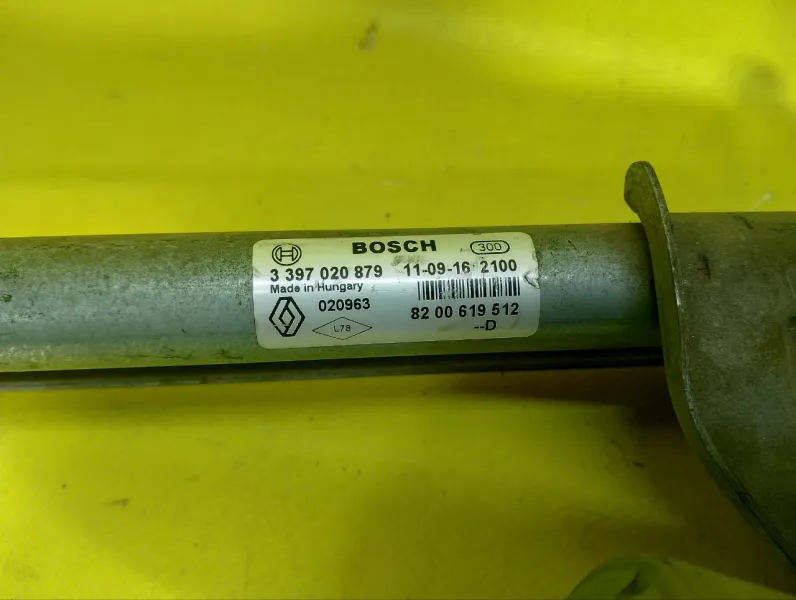 BOSCH 300
3 397 020 879 11-09-16 2100
Made in Hungary
020963 82 00 619 512
L78 --D